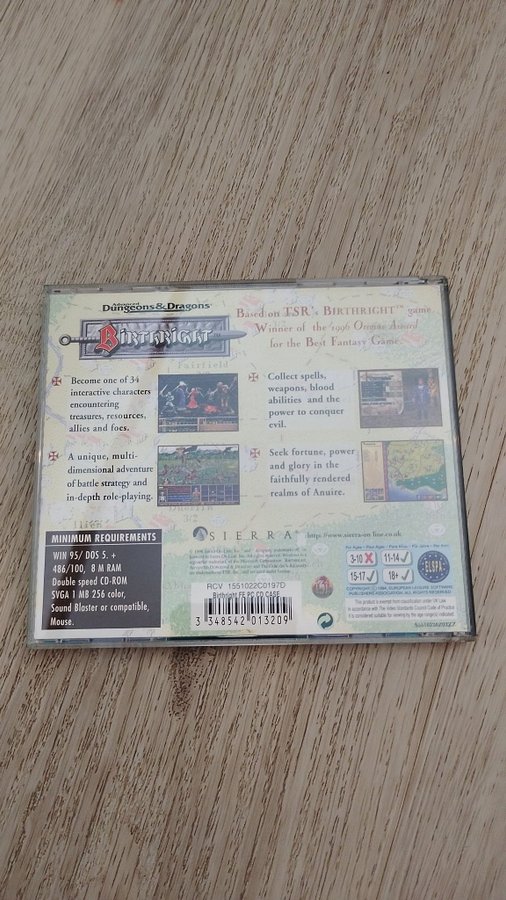 Advanced
Dungeons & Dragons
BIRTHRIGHT
Based on TSR's BIRTHRIGHT™ game
Winner of the 1996 Origins Award
for the Best Fantasy Game.
Fairfield
Become one of 34
interactive characters
encountering
treasures, resources,
allies and foes.
Collect spells,
weapons, blood
abilities and the
power to conquer
evil.
A unique, multi-
dimensional adventure
of battle strategy and
in-depth role-playing.
Seek fortune, power
and glory in the
faithfully rendered
realms of Anuire.
MINIMUM REQUIREMENTS
WIN 95/ DOS 5. +
486/100, 8 M RAM
Double speed CD-ROM
SVGA 1 MB 256 color,
Sound Blaster or compatible,
Mouse.
SIERRA
http://www.sierra-on-line.co.uk
RCV 1551022C0197D
Birthright FE PC CD CASE
3 348542 013209
3-10
11-14
15-17
18+
ELSPA